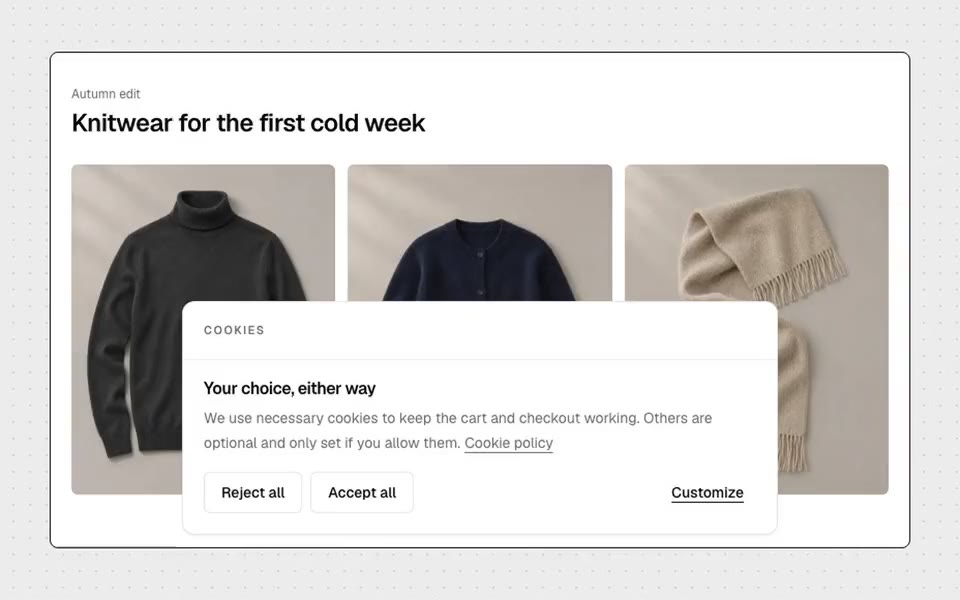 Autumn edit
Knitwear for the first cold week
COOKIES
Your choice, either way
We use necessary cookies to keep the cart and checkout working. Others are
optional and only set if you allow them. Cookie policy
Reject all
Accept all
Customize